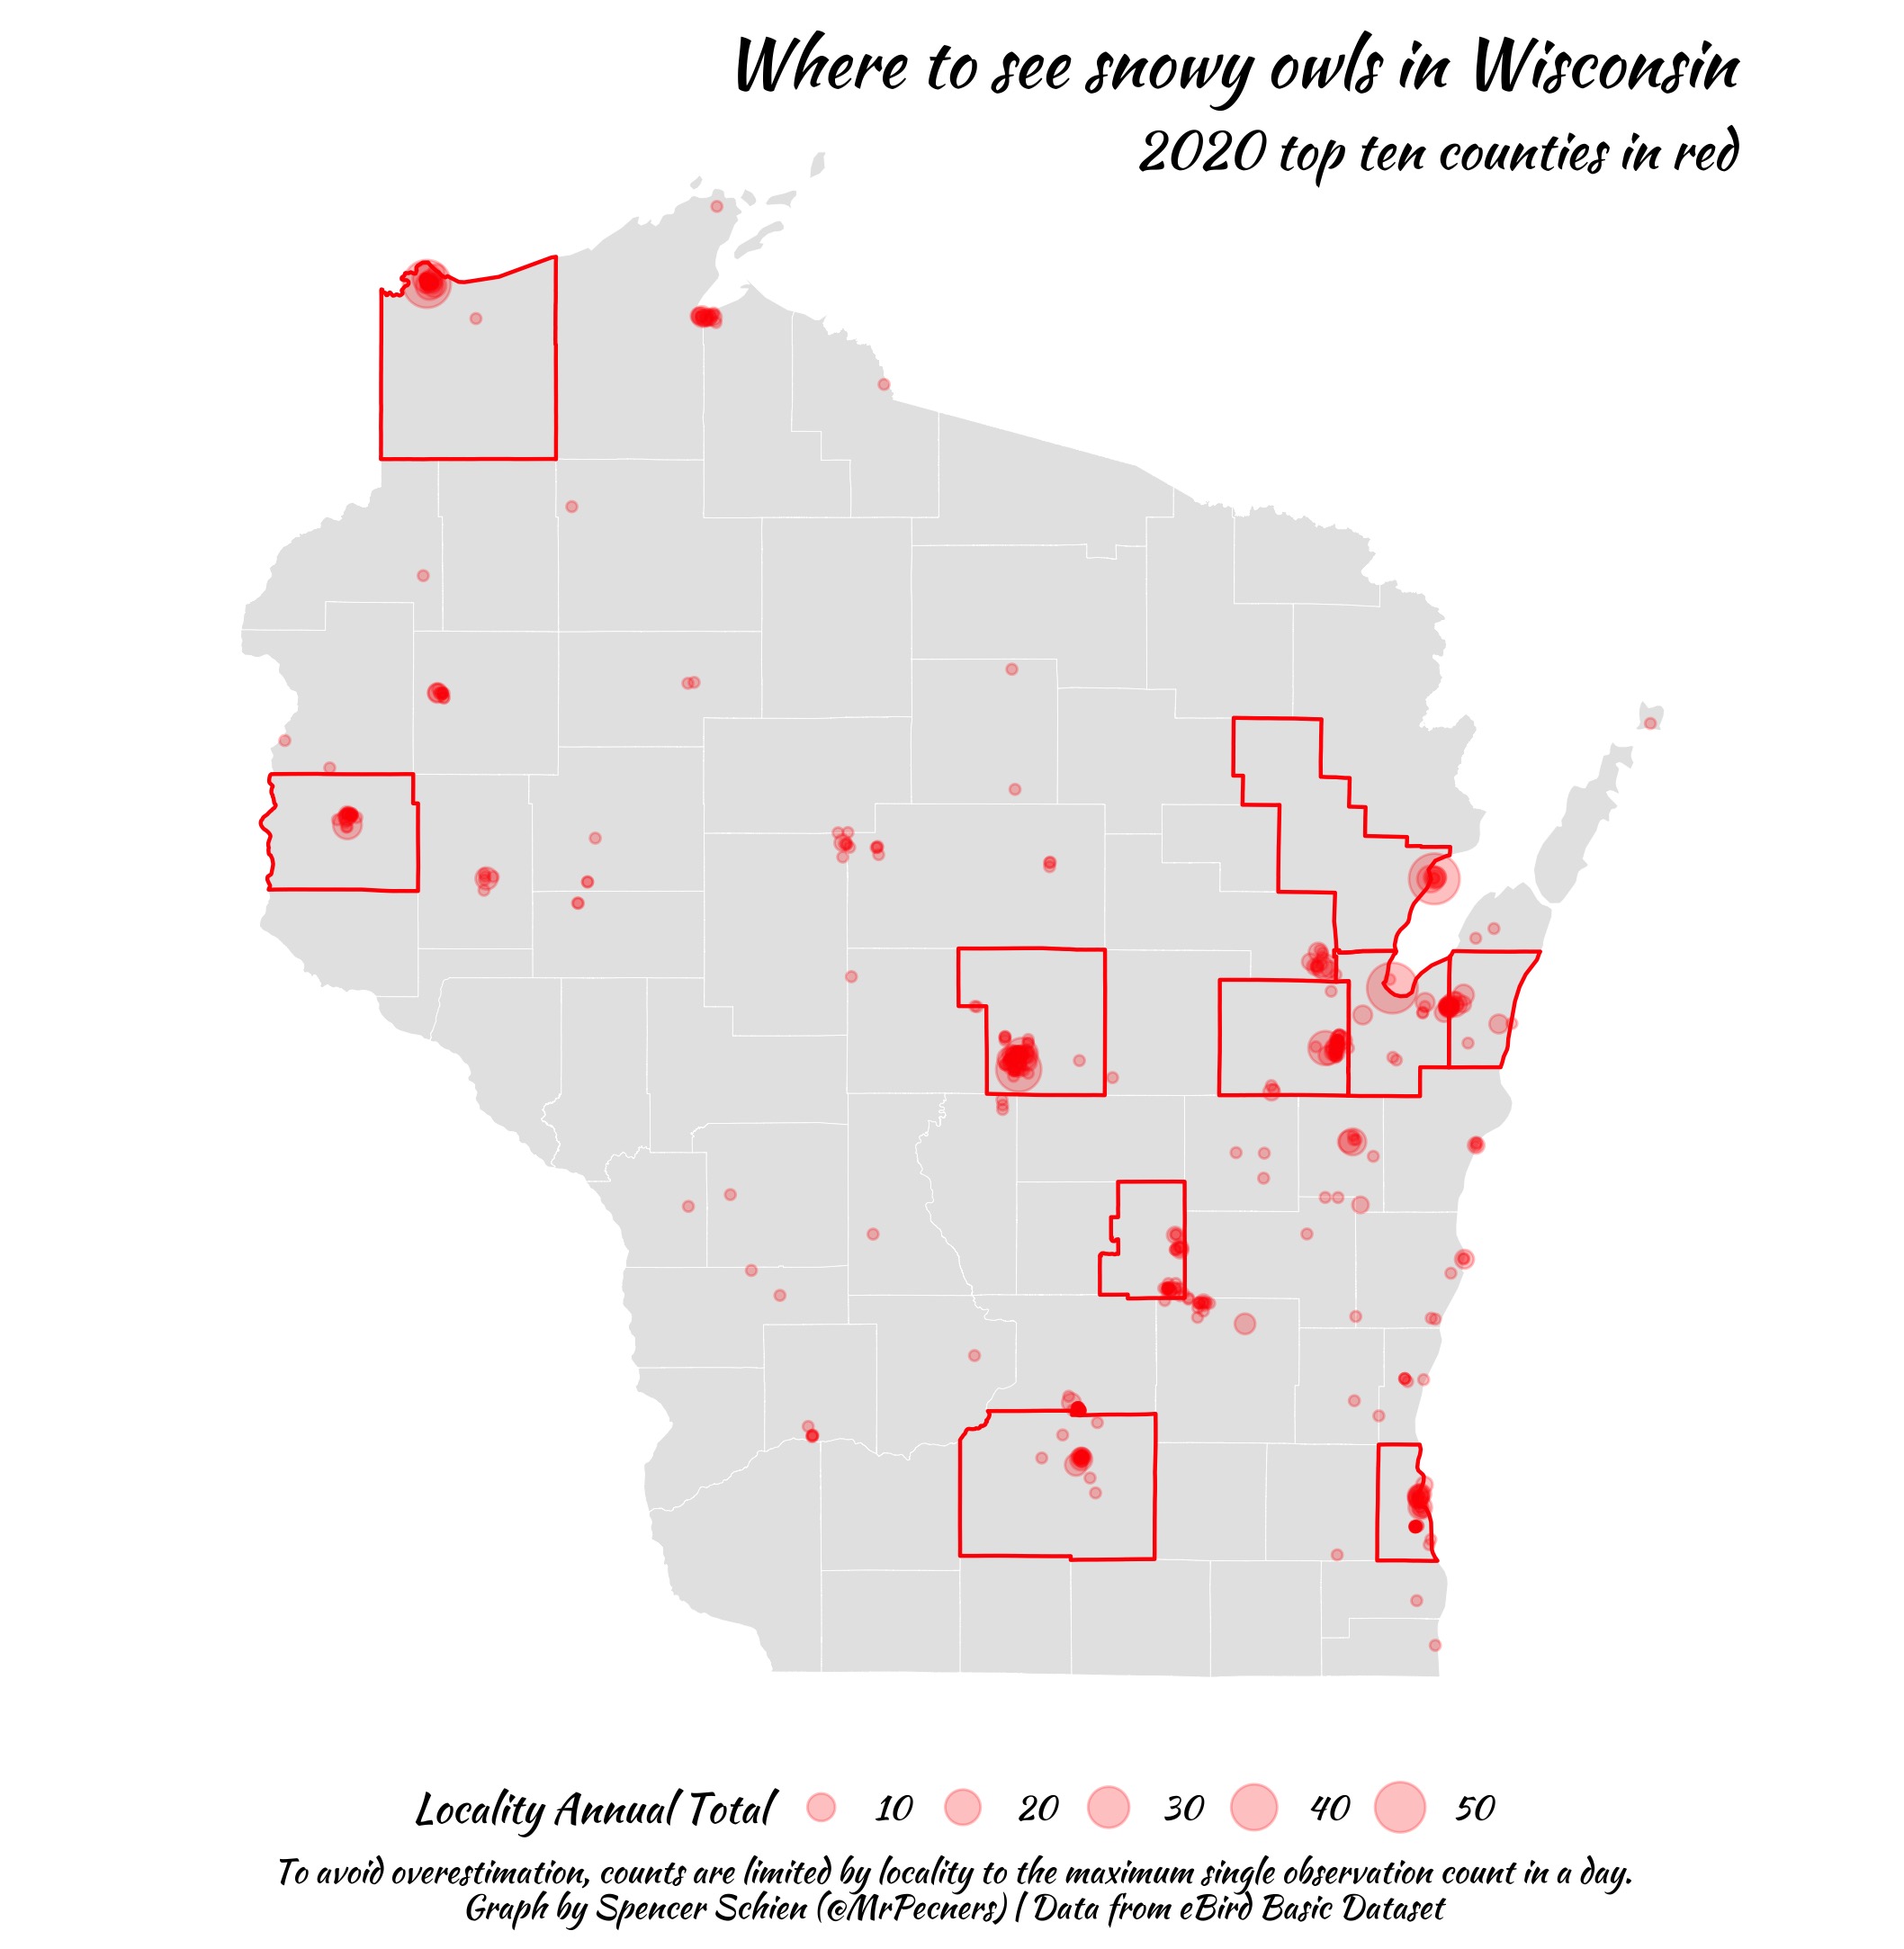 Where to see snowy owls in Wisconsin
2020 top ten counties in red
Locality Annual Total 10 20 30 40 50
To avoid overestimation, counts are limited by locality to the maximum single observation count in a day.
Graph by Spencer Schien (@MrPecners) | Data from eBird Basic Dataset